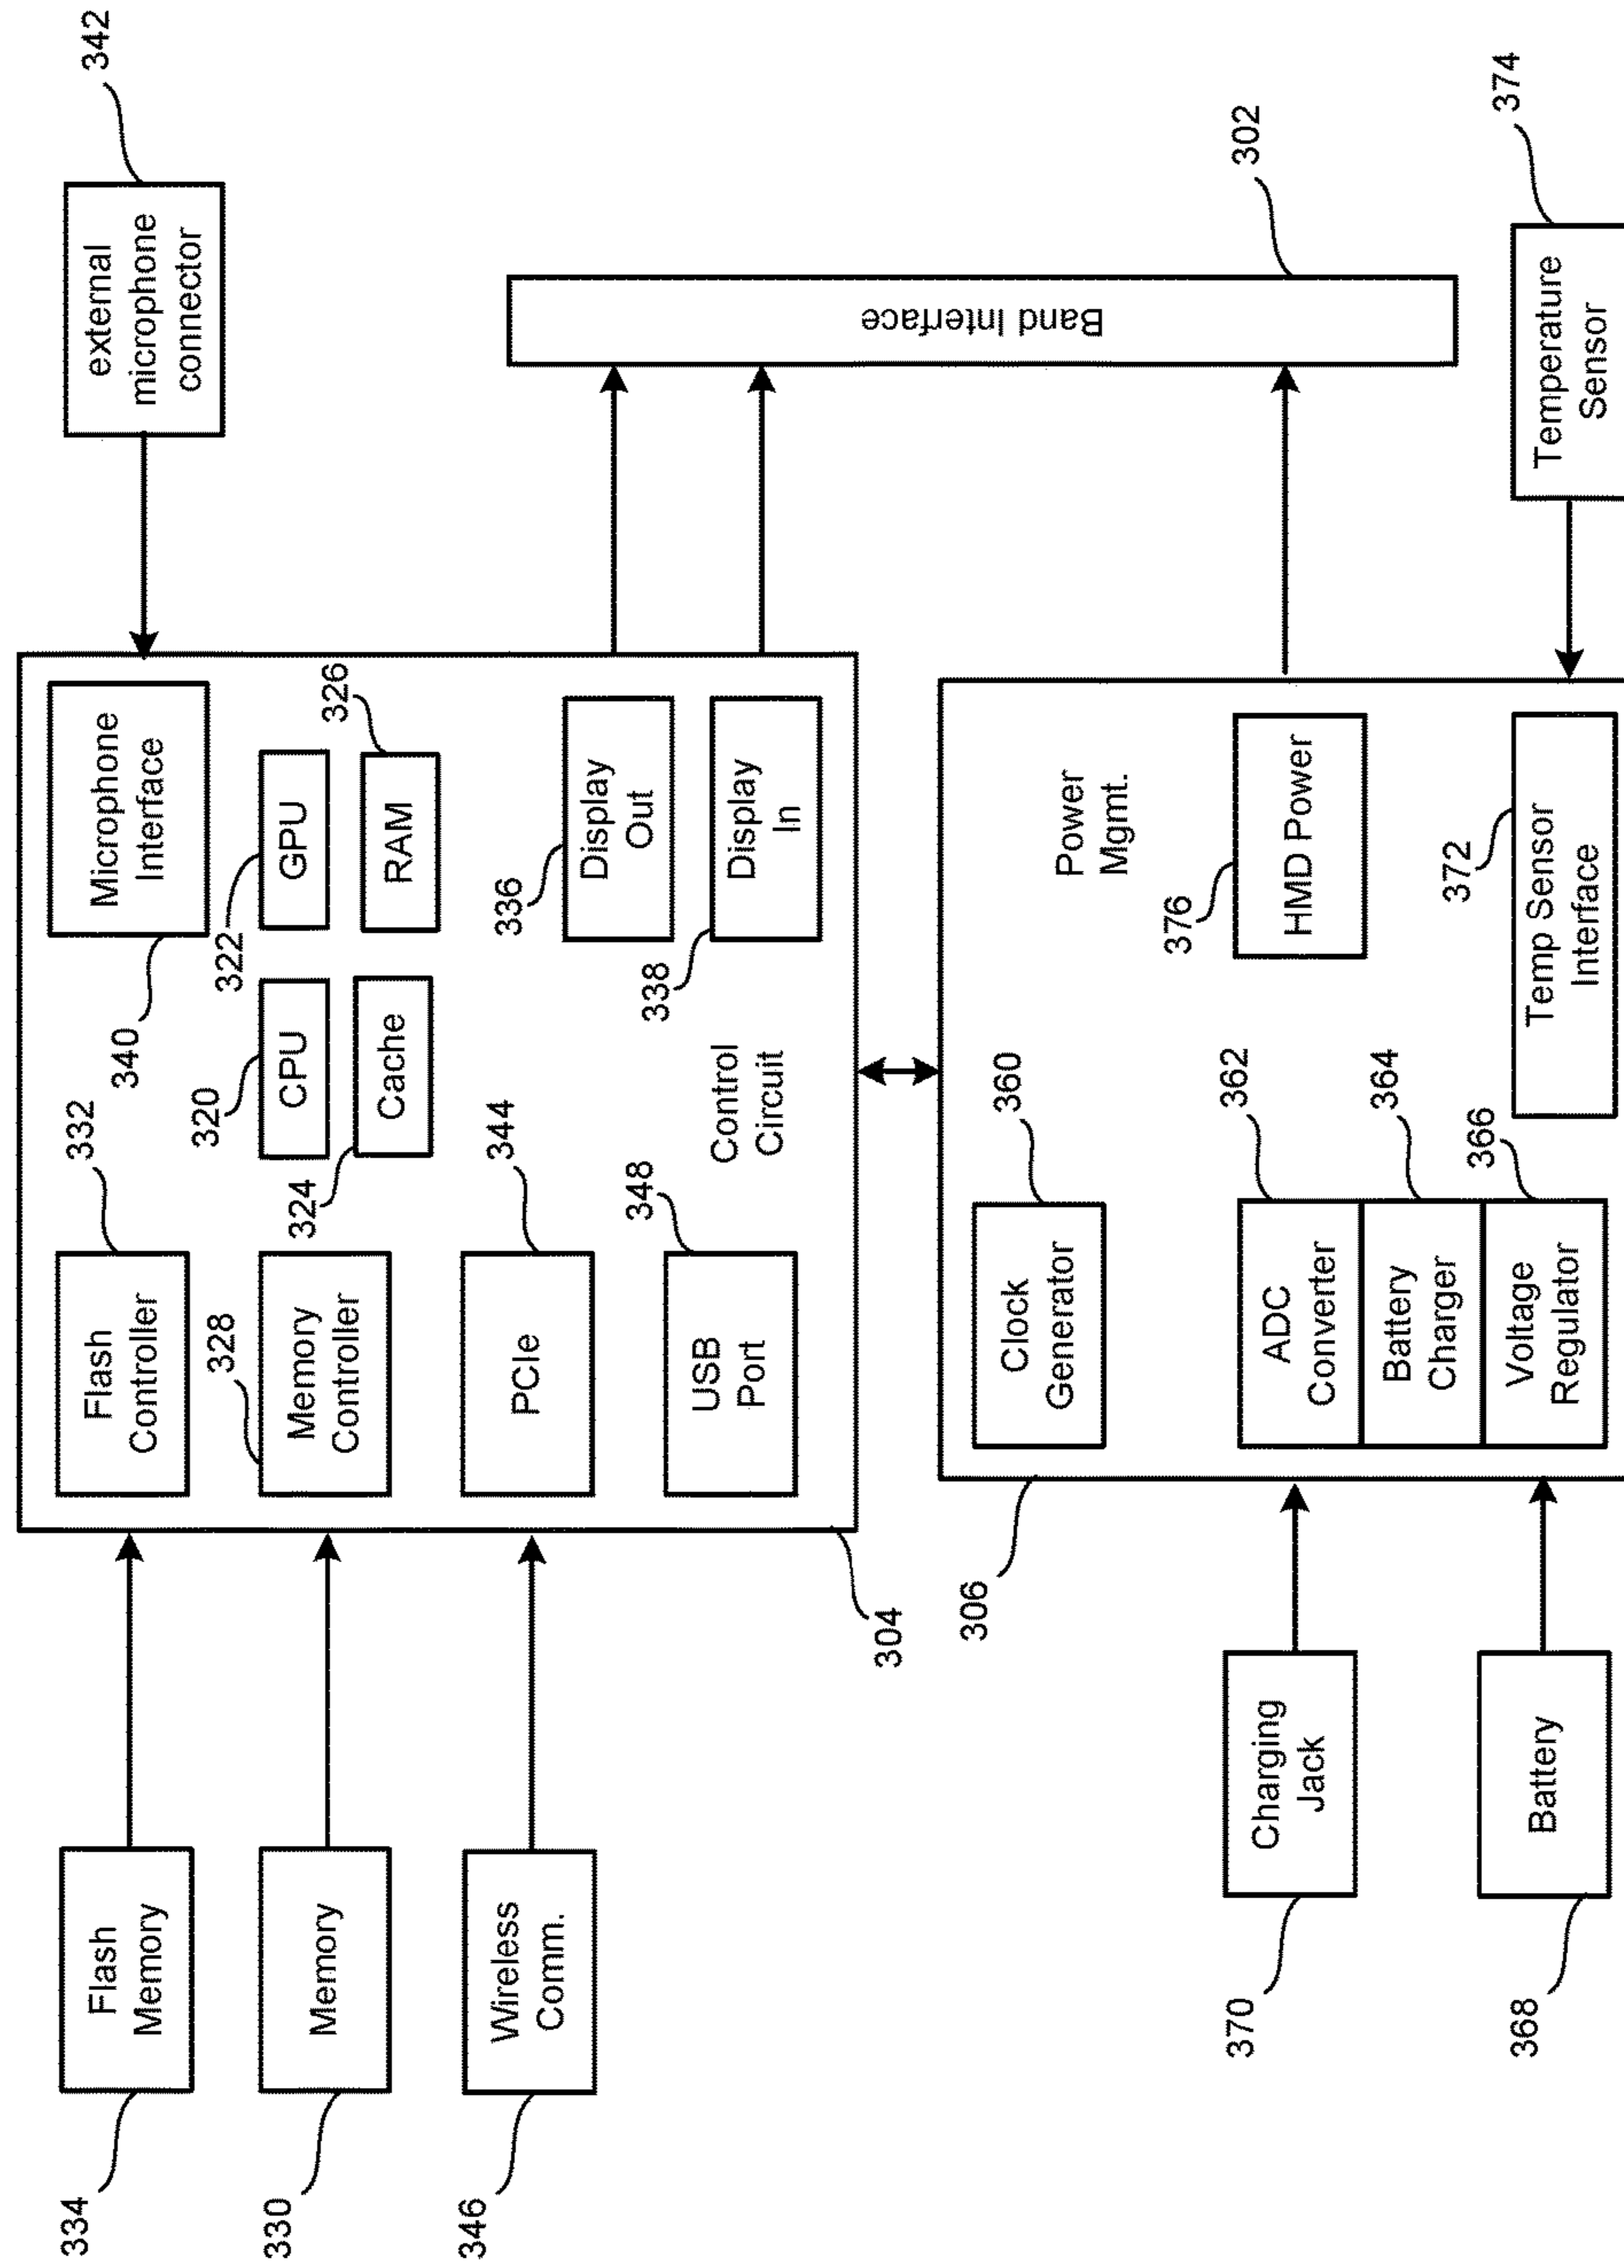 334
Flash
Memory
330
Memory
346
Wireless
Comm.
332
Flash
Controller
328
Memory
Controller
344
PCIe
348
USB
Port
340
Microphone
Interface
320
CPU
322
GPU
324
Cache
326
RAM
336
Display
Out
338
Display
In
Control
Circuit
304
external
microphone
connector
342
Band Interface
302
306
360
Clock
Generator
Power
Mgmt.
362
ADC
Converter
364
Battery
Charger
366
Voltage
Regulator
376
HMD Power
372
Temp Sensor
Interface
370
Charging
Jack
368
Battery
Temperature
Sensor
374